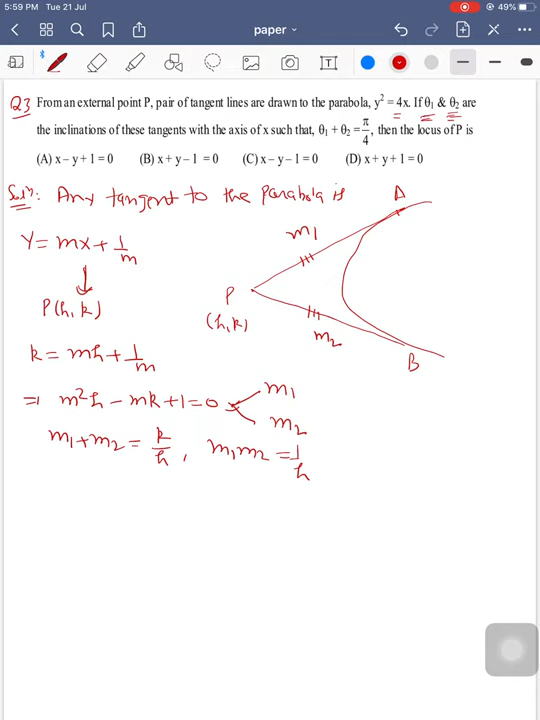 5:59 PM Tue 21 Jul
49%
paper
Q3 From an external point P, pair of tangent lines are drawn to the parabola, y² = 4x. If θ₁ & θ₂ are
the inclinations of these tangents with the axis of x such that, θ₁ + θ₂ = π/4, then the locus of P is
(A) x – y + 1 = 0 (B) x + y – 1 = 0 (C) x – y – 1 = 0 (D) x + y + 1 = 0
Solⁿ: Any tangent to the parabola is
A
Y = mx + 1/m
m₁
P
P(h, k)
(h, k)
m₂
k = mh + 1/m
B
⇒ m²h – mk + 1 = 0
m₁
m₂
m₁ + m₂ = k/h , m₁m₂ = 1/h